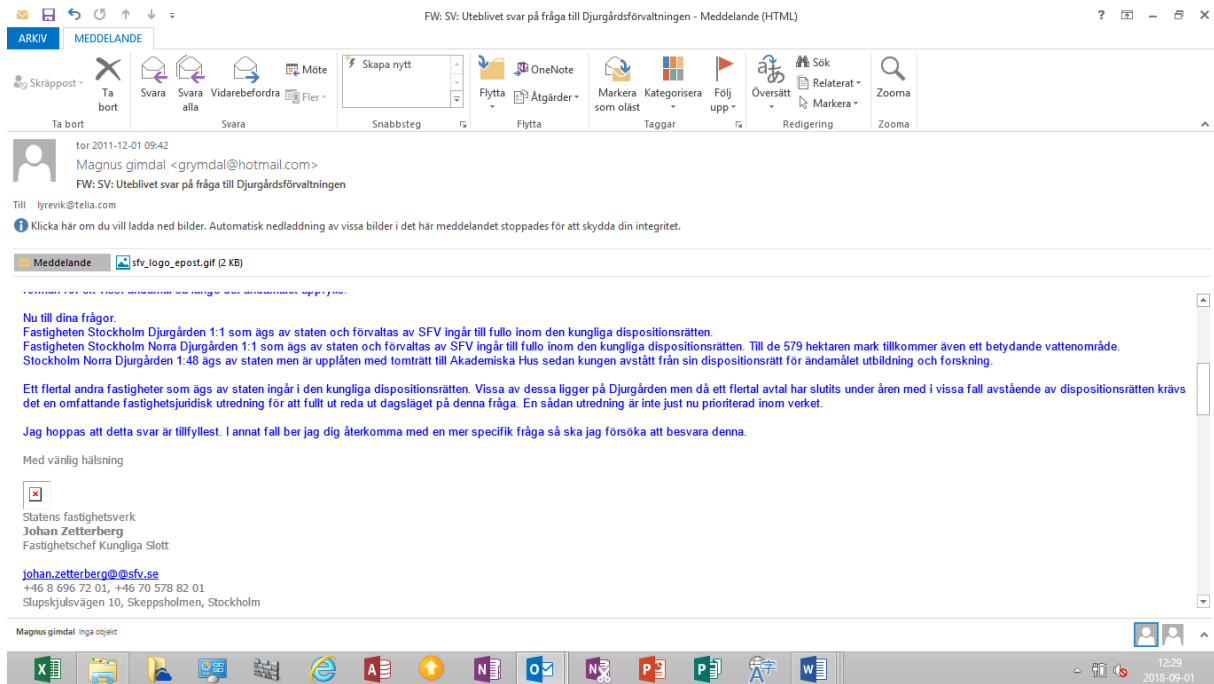 FW: SV: Uteblivet svar på fråga till Djurgårdsförvaltningen - Meddelande (HTML)
ARKIV MEDDELANDE
Skräppost
Ta bort
Svara
Svara alla
Vidarebefordra
Möte
Fler
Skapa nytt
Flytta
OneNote
Åtgärder
Markera som oläst
Kategorisera
Följ upp
Översätt
Sök
Relaterat
Markera
Zooma
Ta bort Svara Snabbsteg Flytta Taggar Redigering Zooma
tor 2011-12-01 09:42
Magnus gimdal <grymdal@hotmail.com>
FW: SV: Uteblivet svar på fråga till Djurgårdsförvaltningen
Till lyrevik@telia.com
Klicka här om du vill ladda ned bilder. Automatisk nedladdning av vissa bilder i det här meddelandet stoppades för att skydda din integritet.
Meddelande sfv_logo_epost.gif (2 KB)
Nu till dina frågor.
Fastigheten Stockholm Djurgården 1:1 som ägs av staten och förvaltas av SFV ingår till fullo inom den kungliga dispositionsrätten.
Fastigheten Stockholm Norra Djurgården 1:1 som ägs av staten och förvaltas av SFV ingår till fullo inom den kungliga dispositionsrätten. Till de 579 hektaren mark tillkommer även ett betydande vattenområde.
Stockholm Norra Djurgården 1:48 ägs av staten men är upplåten med tomträtt till Akademiska Hus sedan kungen avstått från sin dispositionsrätt för ändamålet utbildning och forskning.
Ett flertal andra fastigheter som ägs av staten ingår i den kungliga dispositionsrätten. Vissa av dessa ligger på Djurgården men då ett flertal avtal har slutits under åren med i vissa fall avstående av dispositionsrätten krävs
det en omfattande fastighetsjuridisk utredning för att fullt ut reda ut dagsläget på denna fråga. En sådan utredning är inte just nu prioriterad inom verket.
Jag hoppas att detta svar är tillfyllest. I annat fall ber jag dig återkomma med en mer specifik fråga så ska jag försöka att besvara denna.
Med vänlig hälsning
Statens fastighetsverk
Johan Zetterberg
Fastighetschef Kungliga Slott
johan.zetterberg@@sfv.se
+46 8 696 72 01, +46 70 578 82 01
Slupskjulsvägen 10, Skeppsholmen, Stockholm
Magnus gimdal Inga objekt
12:29
2018-09-01